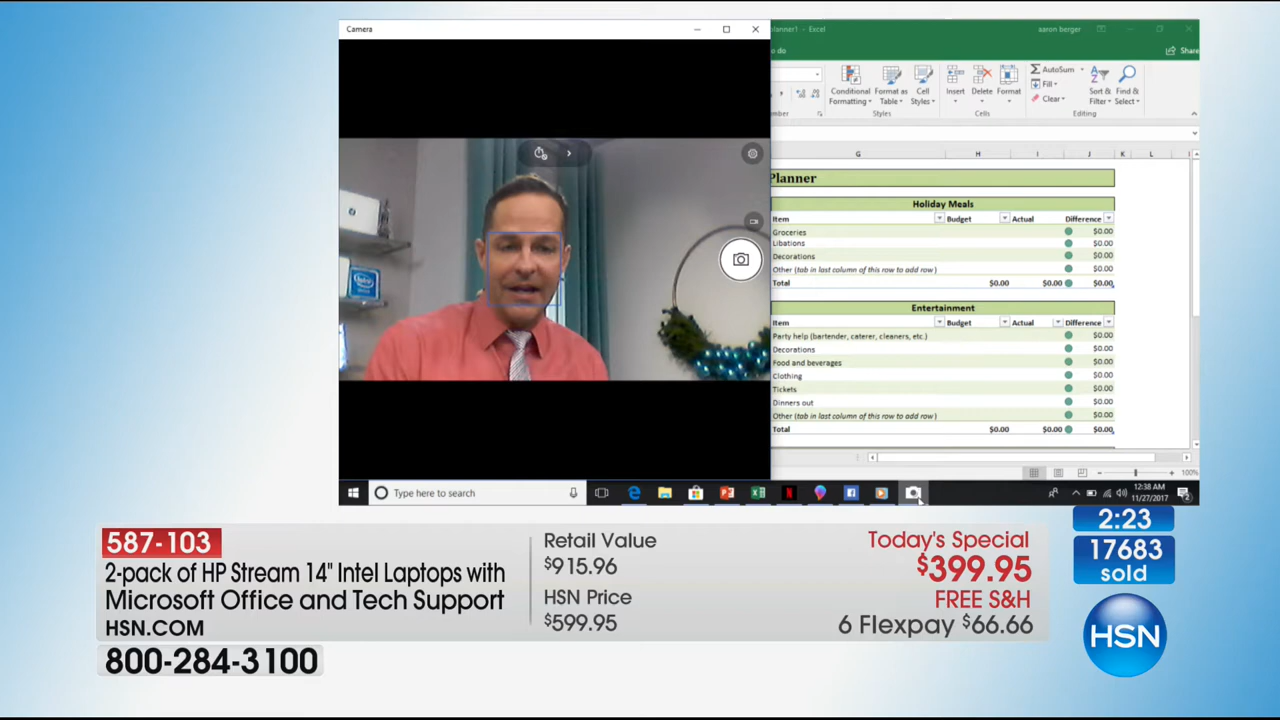 Camera
planner1 - Excel
aaron berger
o do
Share
Conditional Formatting
Format as Table
Cell Styles
Insert
Delete
Format
AutoSum
Fill
Clear
Sort & Filter
Find & Select
mber
Styles
Cells
Editing
G H I J K L
Planner
Holiday Meals
Item Budget Actual Difference
Groceries $0.00
Libations $0.00
Decorations $0.00
Other (tab in last column of this row to add row) $0.00
Total $0.00 $0.00 $0.00
Entertainment
Item Budget Actual Difference
Party help (bartender, caterer, cleaners, etc.) $0.00
Decorations $0.00
Food and beverages $0.00
Clothing $0.00
Tickets $0.00
Dinners out $0.00
Other (tab in last column of this row to add row) $0.00
Total $0.00 $0.00 $0.00
100%
Type here to search
12:38 AM
11/27/2017
587-103
2-pack of HP Stream 14" Intel Laptops with
Microsoft Office and Tech Support
HSN.COM
800-284-3100
Retail Value
$915.96
HSN Price
$599.95
Today's Special
$399.95
FREE S&H
6 Flexpay $66.66
2:23
17683
sold
HSN